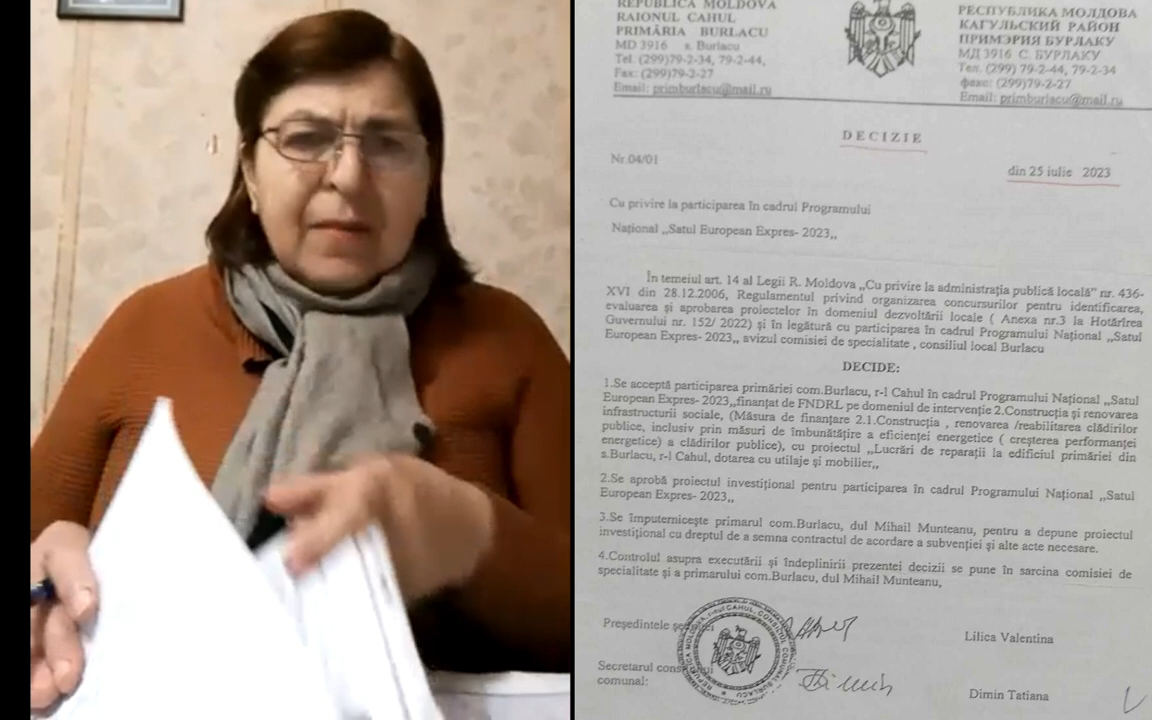 REPUBLICA MOLDOVA
RAIONUL CAHUL
PRIMĂRIA BURLACU
MD 3916 s. Burlacu
Tel. (299)79-2-34, 79-2-44,
Fax: (299)79-2-27
Email: primburlacu@mail.ru
РЕСПУБЛИКА МОЛДОВА
КАГУЛЬСКИЙ РАЙОН
ПРИМЭРИЯ БУРЛАКУ
МД 3916 С. БУРЛАКУ
Тел. (299) 79-2-44, 79-2-34
факс: (299)79-2-27
Email: primburlacu@mail.ru
DECIZIE
Nr.04/01
din 25 iulie 2023
Cu privire la participarea în cadrul Programului
Național „Satul European Expres- 2023„
În temeiul art. 14 al Legii R. Moldova „Cu privire la administrația publică locală” nr. 436-
XVI din 28.12.2006, Regulamentul privind organizarea concursurilor pentru identificarea,
evaluarea și aprobarea proiectelor în domeniul dezvoltării locale ( Anexa nr.3 la Hotărîrea
Guvernului nr. 152/ 2022) și în legătură cu participarea în cadrul Programului Național „Satul
European Expres- 2023„ avizul comisiei de specialitate , consiliul local Burlacu
DECIDE:
1.Se acceptă participarea primăriei com.Burlacu, r-l Cahul în cadrul Programului Național „Satul
European Expres- 2023„finanțat de FNDRL pe domeniul de intervenție 2.Construcția și renovarea
infrastructurii sociale, (Măsura de finanțare 2.1.Construcția , renovarea /reabilitarea clădirilor
publice, inclusiv prin măsuri de îmbunătățire a eficienței energetice ( creșterea performanței
energetice) a clădirilor publice), cu proiectul „Lucrări de reparații la edificiul primăriei din
s.Burlacu, r-l Cahul, dotarea cu utilaje și mobilier„
2.Se aprobă proiectul investițional pentru participarea în cadrul Programului Național „Satul
European Expres- 2023„
3.Se împuternicește primarul com.Burlacu, dul Mihail Munteanu, pentru a depune proiectul
investițional cu dreptul de a semna contractul de acordare a subvenției și alte acte necesare.
4.Controlul asupra executării și îndeplinirii prezentei decizii se pune în sarcina comisiei de
specialitate și a primarului com.Burlacu, dul Mihail Munteanu,
Președintele
Lilica Valentina
Secretarul
comunal:
Dimin Tatiana